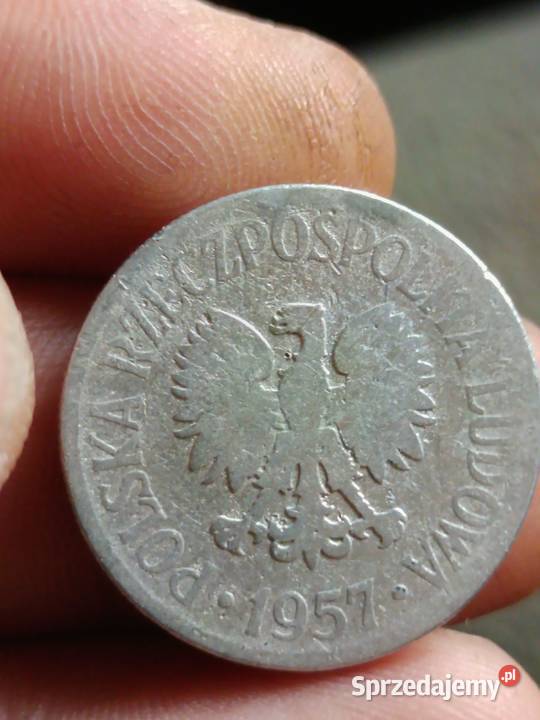 POLSKA RZECZPOSPOLITA LUDOWA
• 1957 •
Sprzedajemy.pl